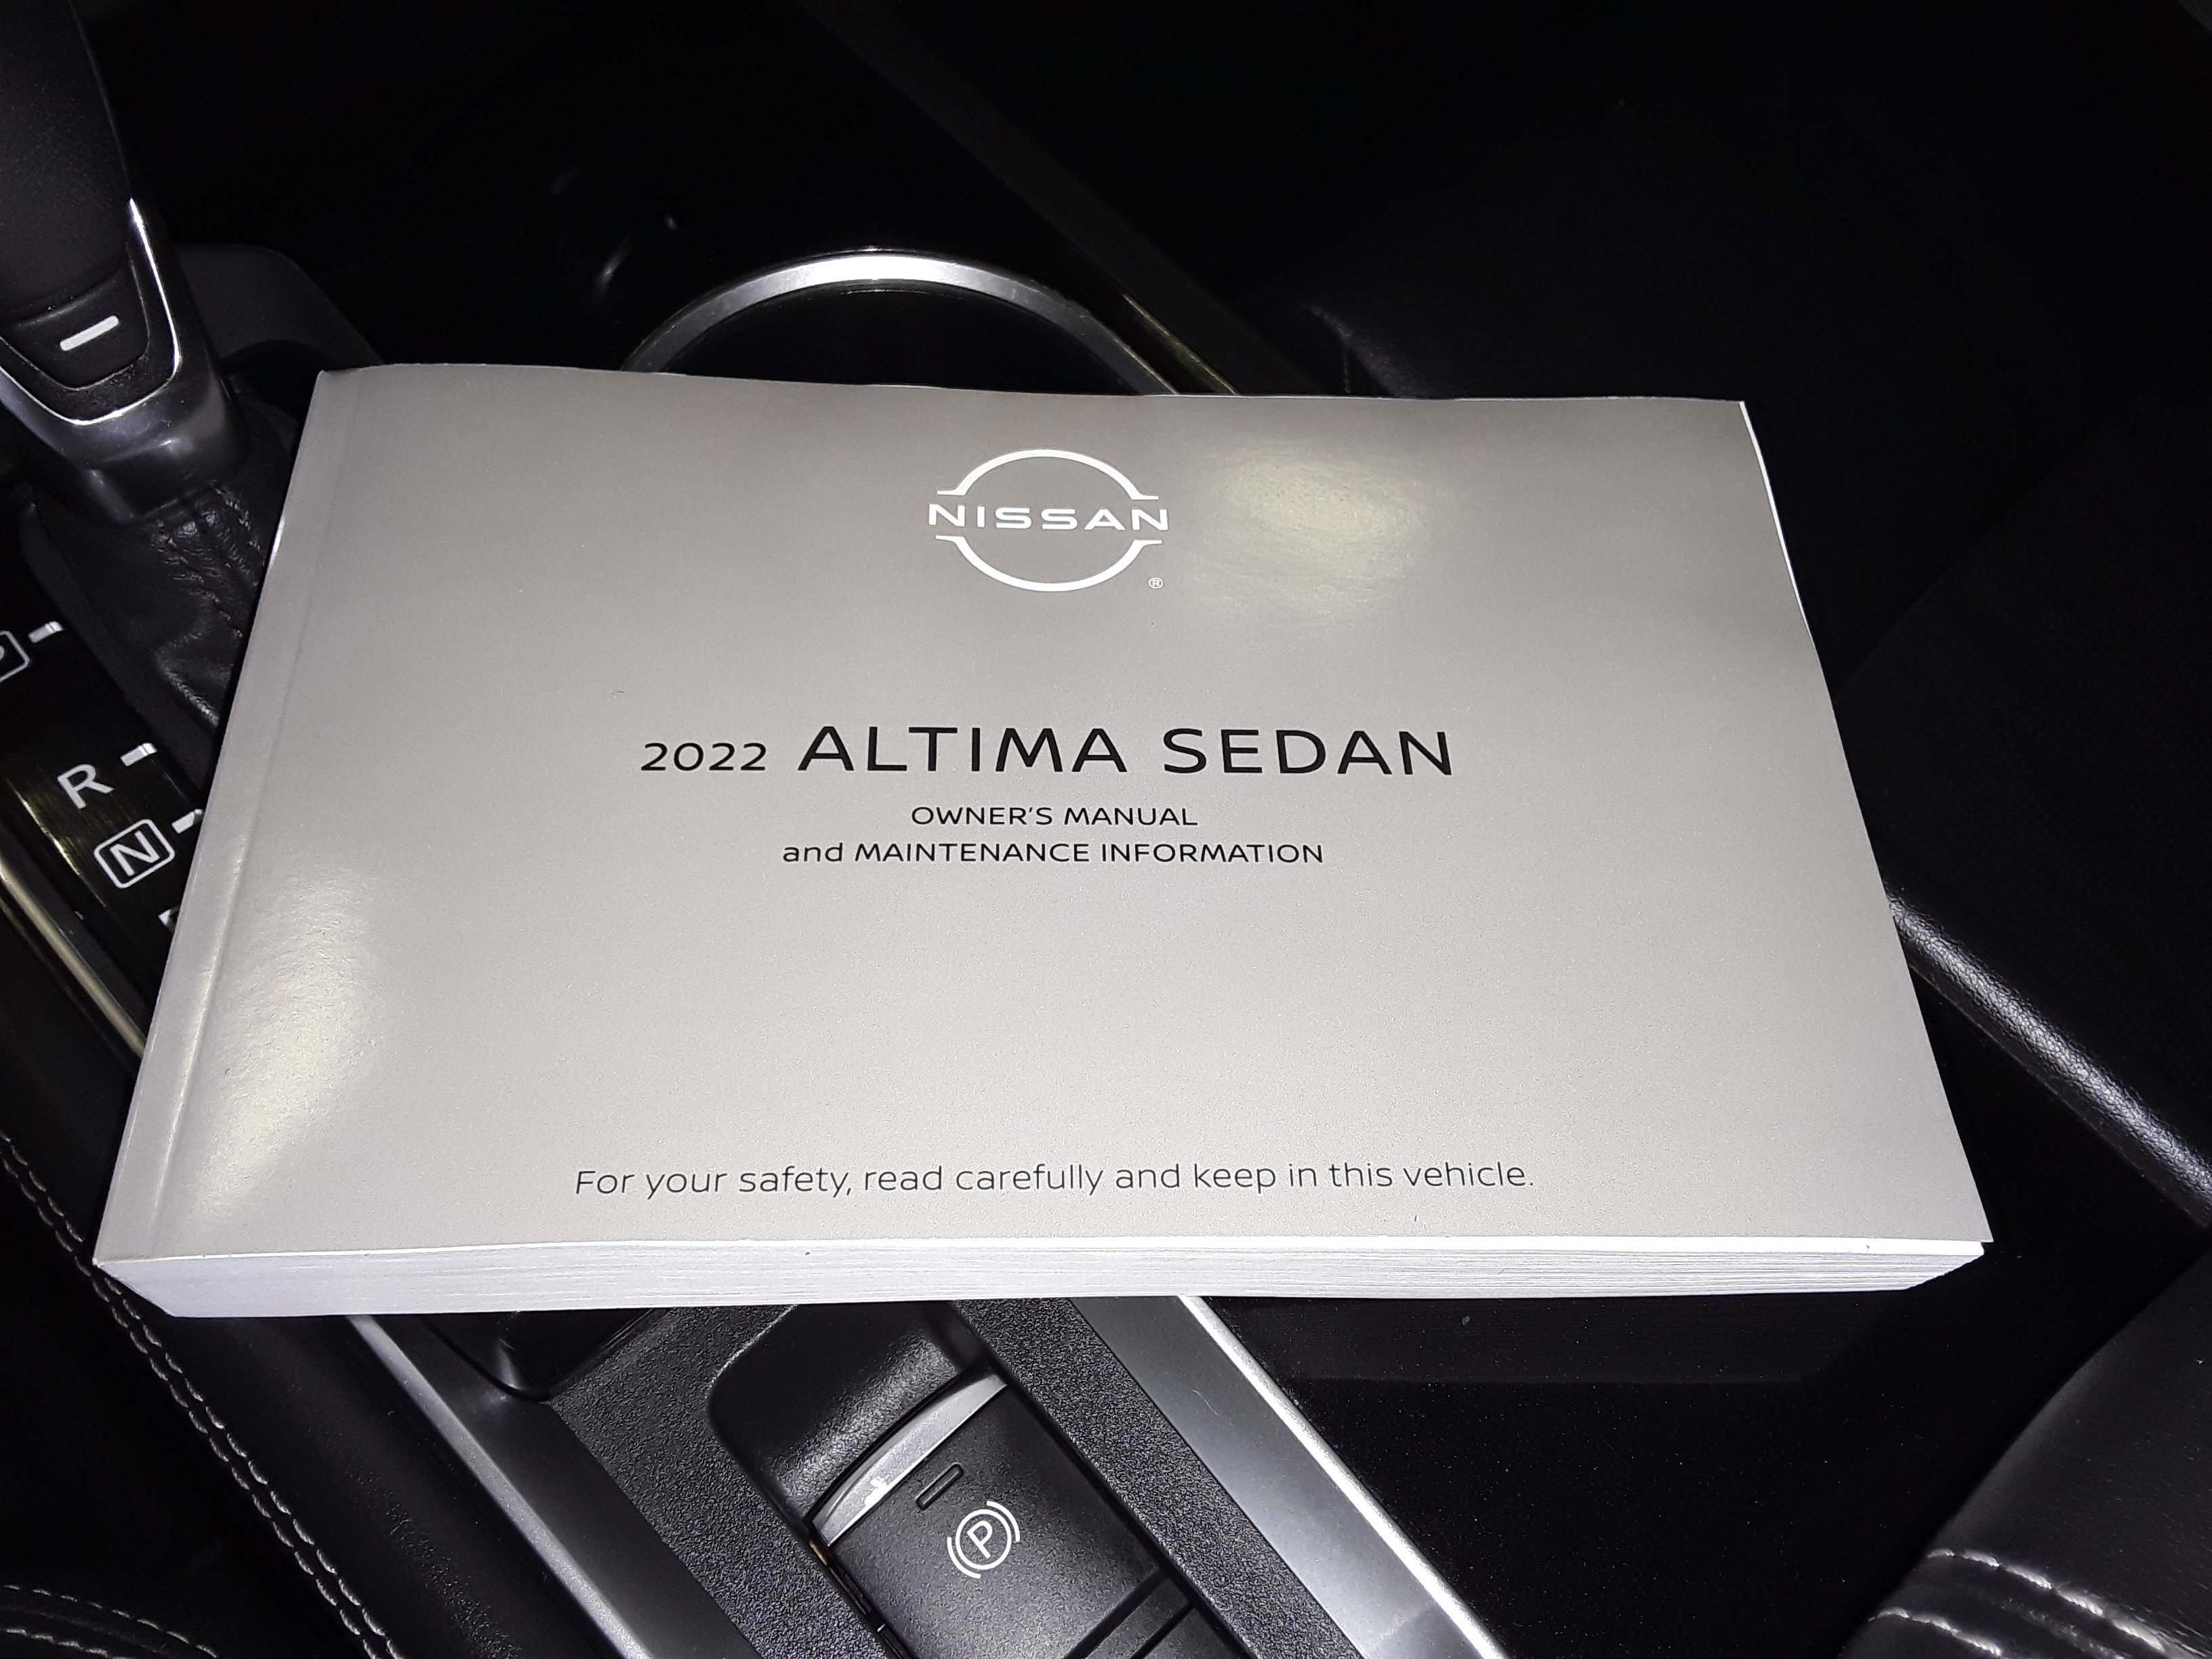 NISSAN
®
2022 ALTIMA SEDAN
OWNER'S MANUAL
and MAINTENANCE INFORMATION
R
N
For your safety, read carefully and keep in this vehicle.
P